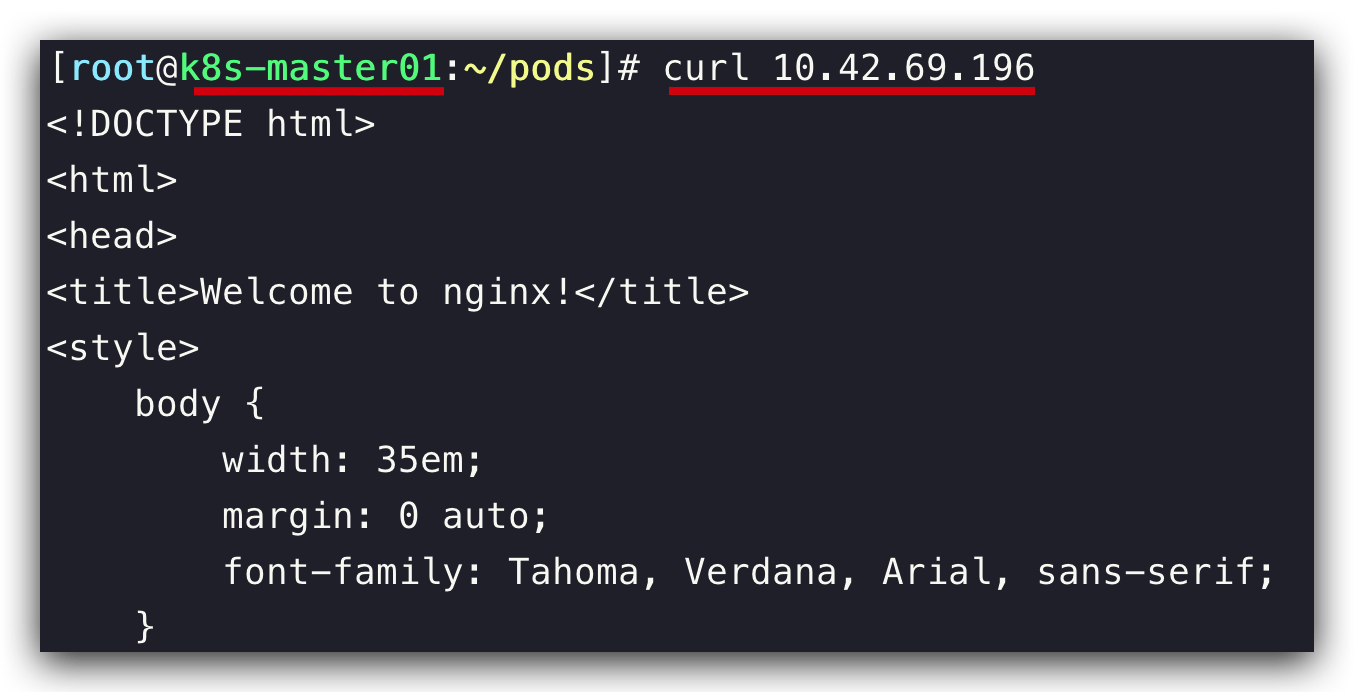 [root@k8s-master01:~/pods]# curl 10.42.69.196
<!DOCTYPE html>
<html>
<head>
<title>Welcome to nginx!</title>
<style>
    body {
        width: 35em;
        margin: 0 auto;
        font-family: Tahoma, Verdana, Arial, sans-serif;
    }